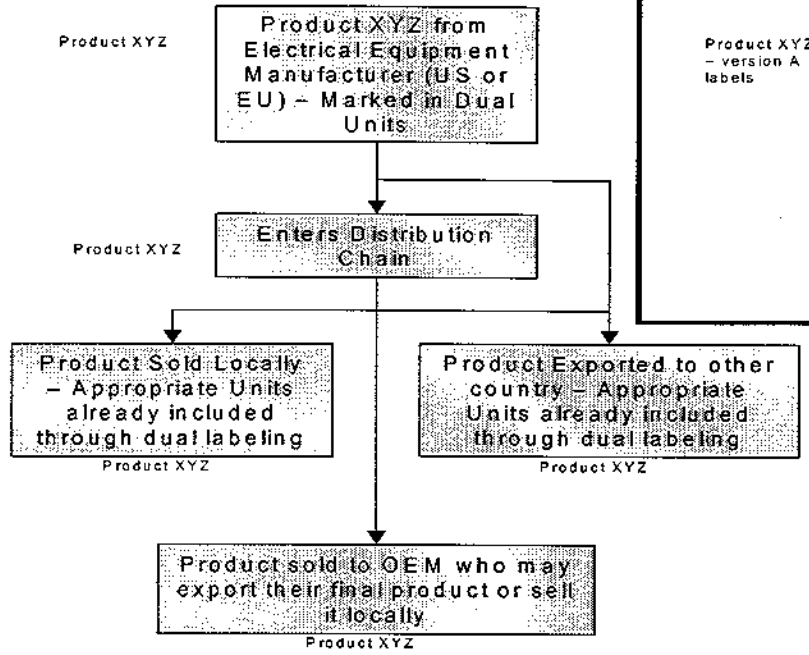 Product XYZ
Product XYZ from
Electrical Equipment
Manufacturer (US or
EU) – Marked in Dual
Units
Product XYZ
– version A
labels
Product XYZ
Enters Distribution
Chain
Product Sold Locally
– Appropriate Units
already included
through dual labeling
Product XYZ
Product Exported to other
country – Appropriate
Units already included
through dual labeling
Product XYZ
Product sold to OEM who may
export their final product or sell
it locally
Product XYZ